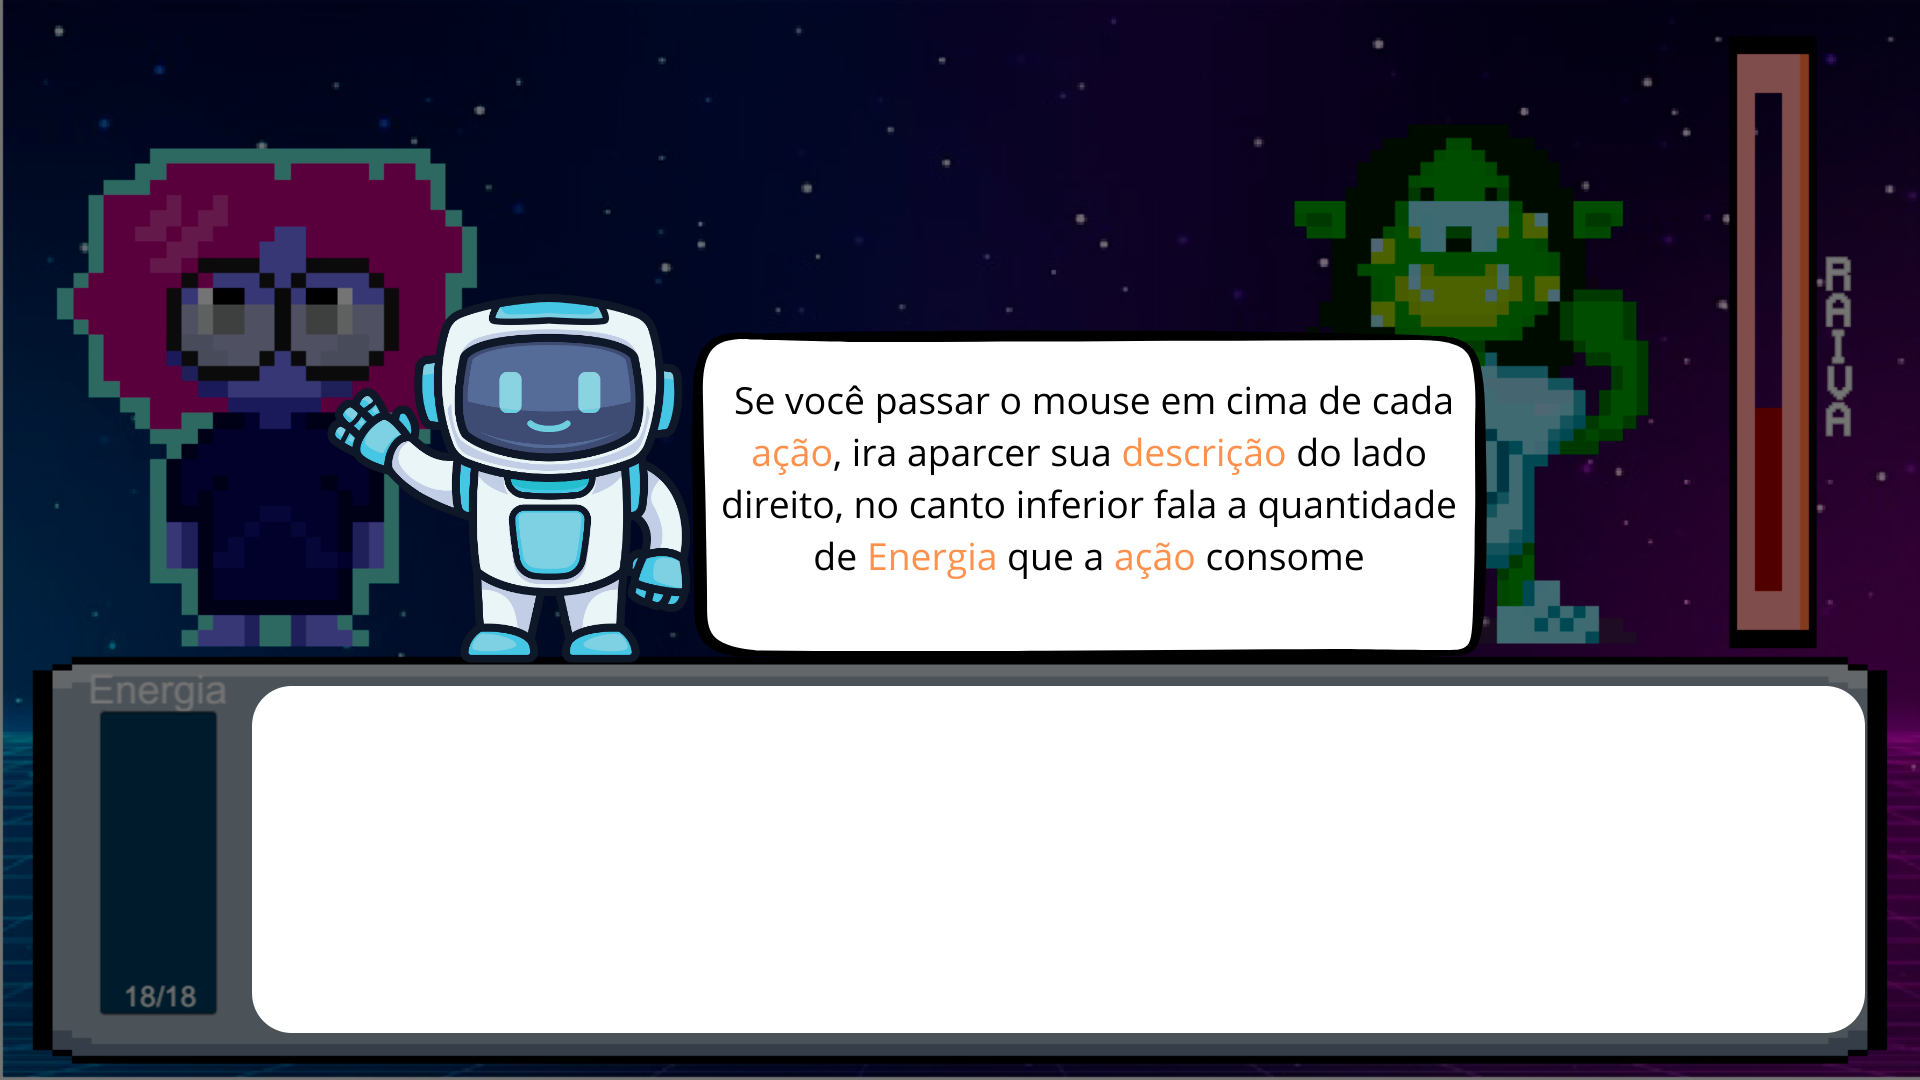 RAIVA
Se você passar o mouse em cima de cada
ação, ira aparcer sua descrição do lado
direito, no canto inferior fala a quantidade
de Energia que a ação consome
Energia
18/18